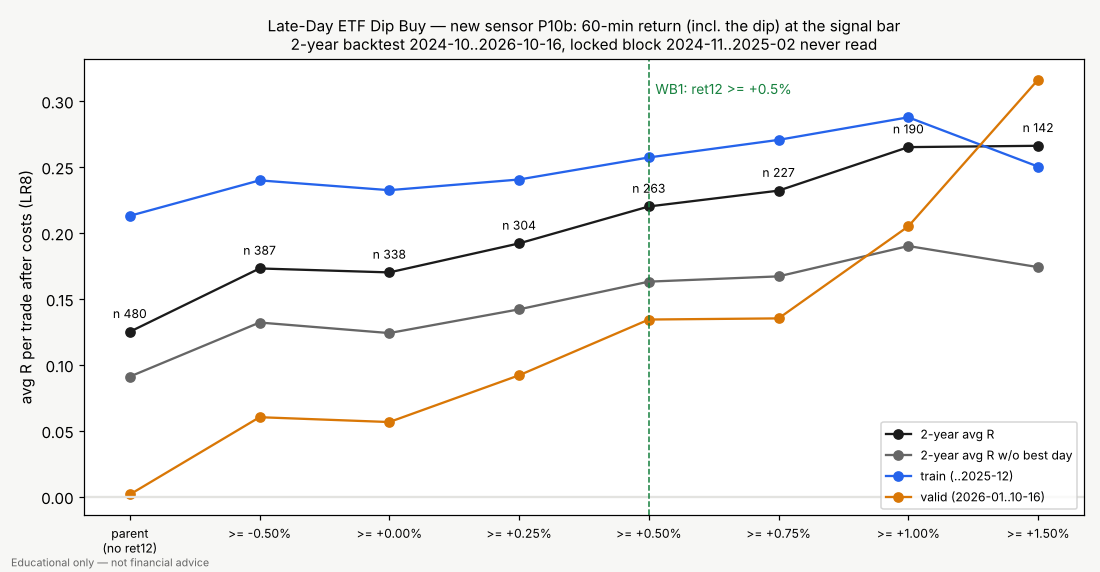 Late-Day ETF Dip Buy — new sensor P10b: 60-min return (incl. the dip) at the signal bar
2-year backtest 2024-10..2026-10-16, locked block 2024-11..2025-02 never read
avg R per trade after costs (LR8)
0.30
0.25
0.20
0.15
0.10
0.05
0.00
WB1: ret12 >= +0.5%
n 480
n 387
n 338
n 304
n 263
n 227
n 190
n 142
2-year avg R
2-year avg R w/o best day
train (..2025-12)
valid (2026-01..10-16)
parent
(no ret12)
>= -0.50%
>= +0.00%
>= +0.25%
>= +0.50%
>= +0.75%
>= +1.00%
>= +1.50%
Educational only — not financial advice